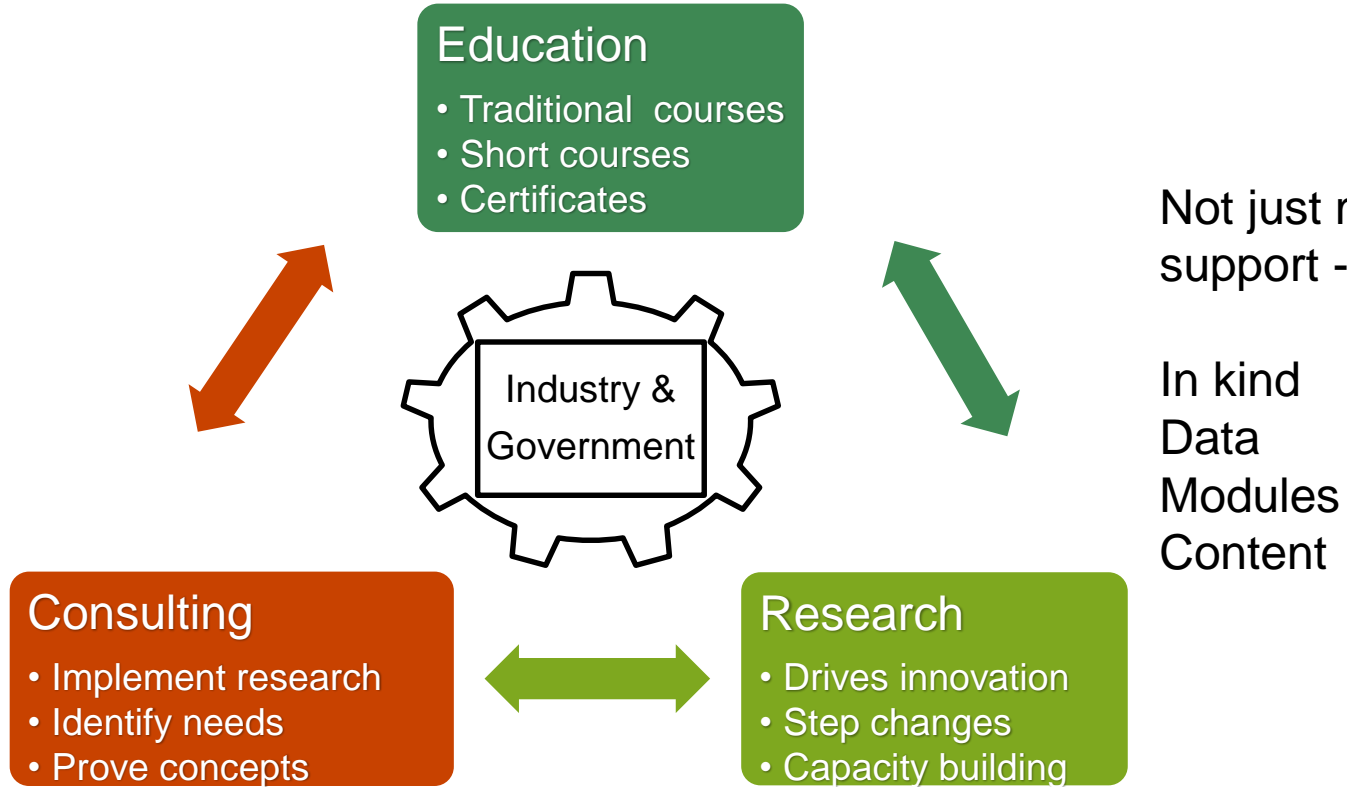 Education
• Traditional courses
• Short courses
• Certificates
Industry &
Government
Consulting
• Implement research
• Identify needs
• Prove concepts
Research
• Drives innovation
• Step changes
• Capacity building
Not just
support -
In kind
Data
Modules
Content